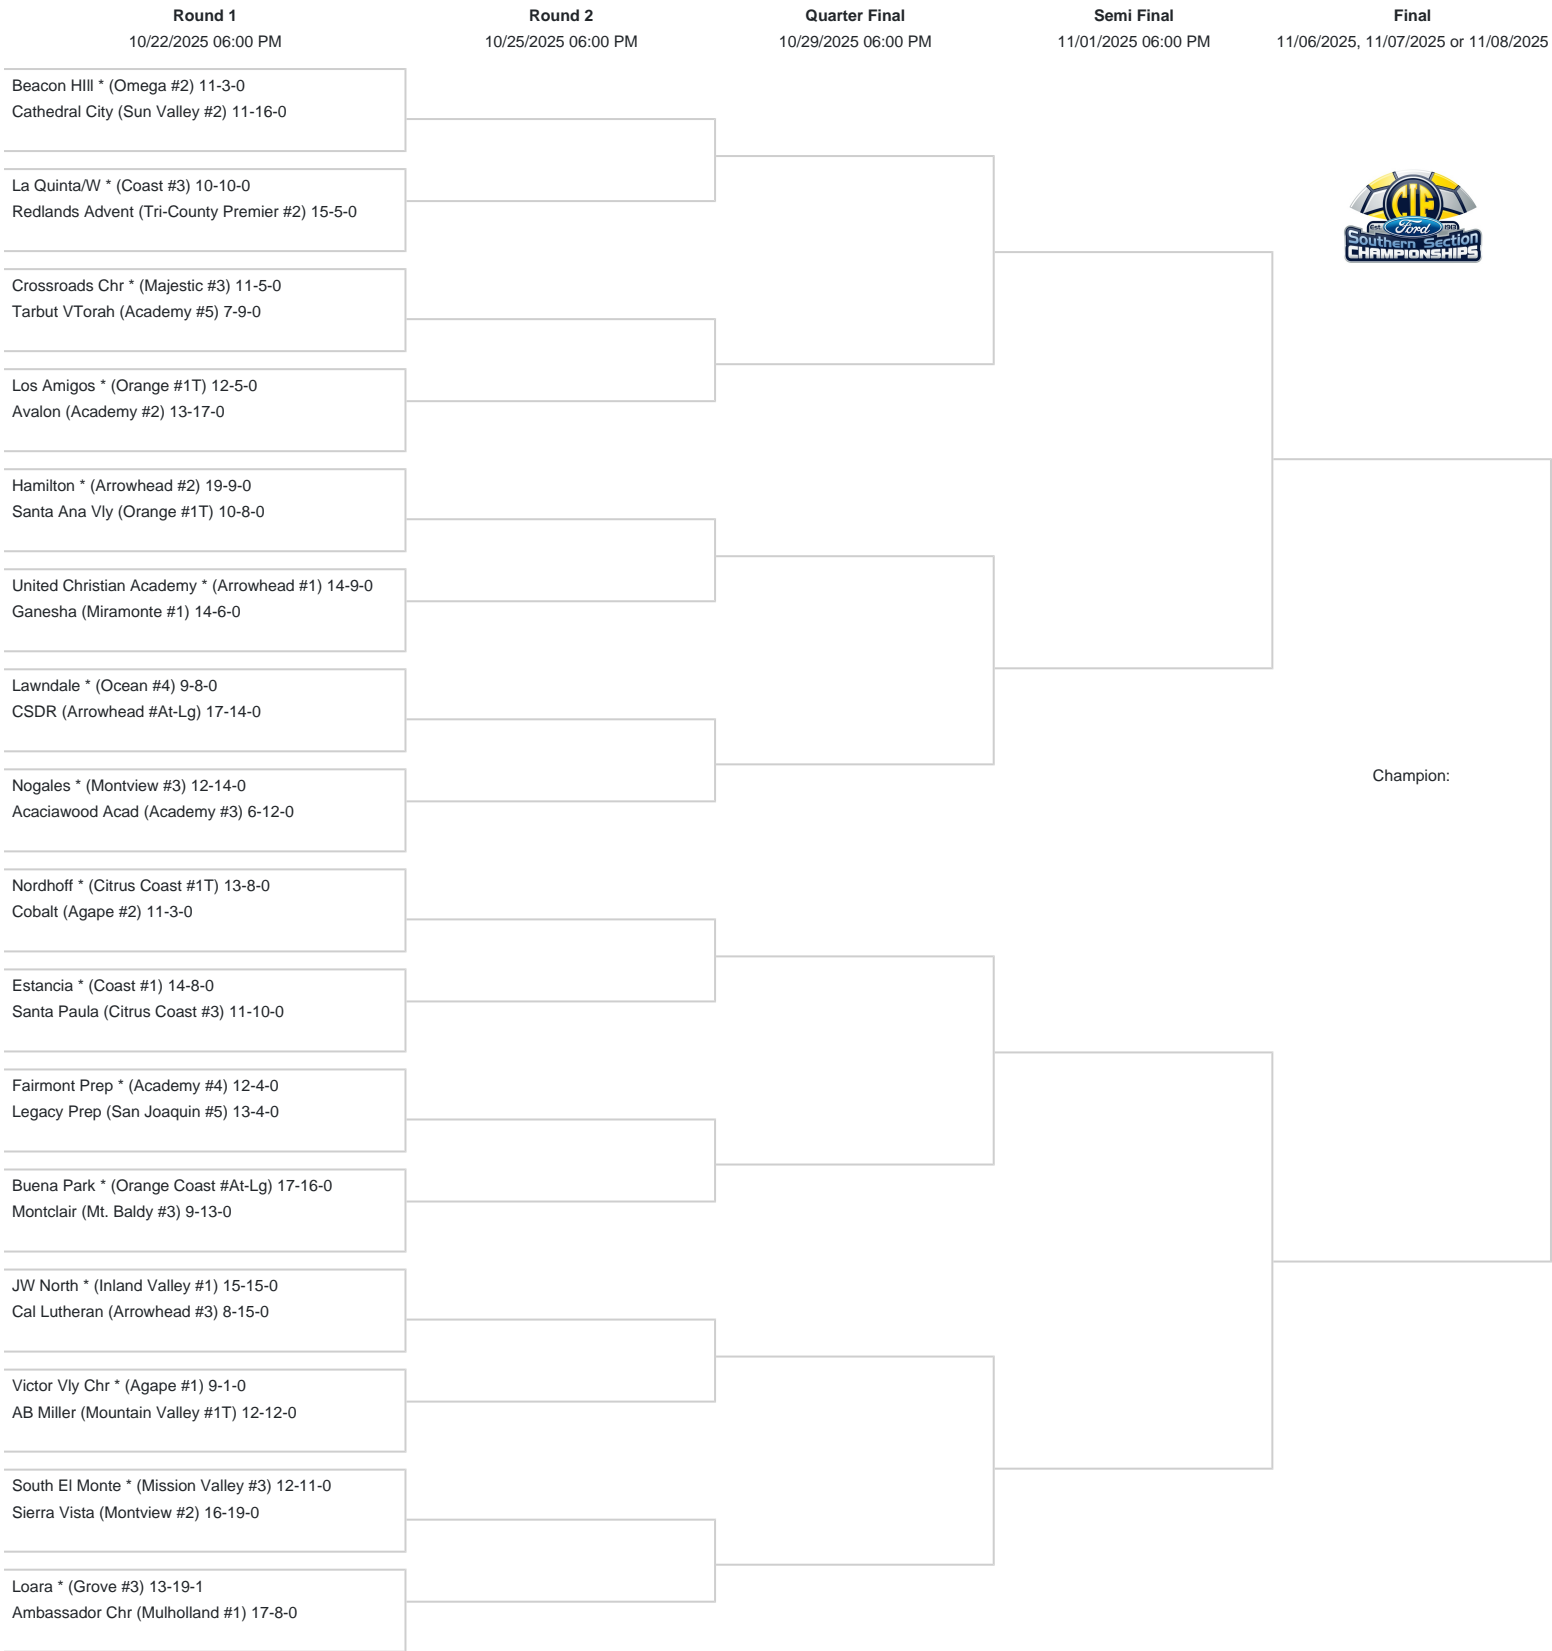 Round 1
10/22/2025 06:00 PM
Round 2
10/25/2025 06:00 PM
Quarter Final
10/29/2025 06:00 PM
Semi Final
11/01/2025 06:00 PM
Final
11/06/2025, 11/07/2025 or 11/08/2025
Beacon HIll * (Omega #2) 11-3-0
Cathedral City (Sun Valley #2) 11-16-0
La Quinta/W * (Coast #3) 10-10-0
Redlands Advent (Tri-County Premier #2) 15-5-0
Crossroads Chr * (Majestic #3) 11-5-0
Tarbut VTorah (Academy #5) 7-9-0
Los Amigos * (Orange #1T) 12-5-0
Avalon (Academy #2) 13-17-0
Hamilton * (Arrowhead #2) 19-9-0
Santa Ana Vly (Orange #1T) 10-8-0
United Christian Academy * (Arrowhead #1) 14-9-0
Ganesha (Miramonte #1) 14-6-0
Lawndale * (Ocean #4) 9-8-0
CSDR (Arrowhead #At-Lg) 17-14-0
Nogales * (Montview #3) 12-14-0
Acaciawood Acad (Academy #3) 6-12-0
Nordhoff * (Citrus Coast #1T) 13-8-0
Cobalt (Agape #2) 11-3-0
Estancia * (Coast #1) 14-8-0
Santa Paula (Citrus Coast #3) 11-10-0
Fairmont Prep * (Academy #4) 12-4-0
Legacy Prep (San Joaquin #5) 13-4-0
Buena Park * (Orange Coast #At-Lg) 17-16-0
Montclair (Mt. Baldy #3) 9-13-0
JW North * (Inland Valley #1) 15-15-0
Cal Lutheran (Arrowhead #3) 8-15-0
Victor Vly Chr * (Agape #1) 9-1-0
AB Miller (Mountain Valley #1T) 12-12-0
South El Monte * (Mission Valley #3) 12-11-0
Sierra Vista (Montview #2) 16-19-0
Loara * (Grove #3) 13-19-1
Ambassador Chr (Mulholland #1) 17-8-0
CIF
Est Ford 1913
Southern Section
CHAMPIONSHIPS
Champion: